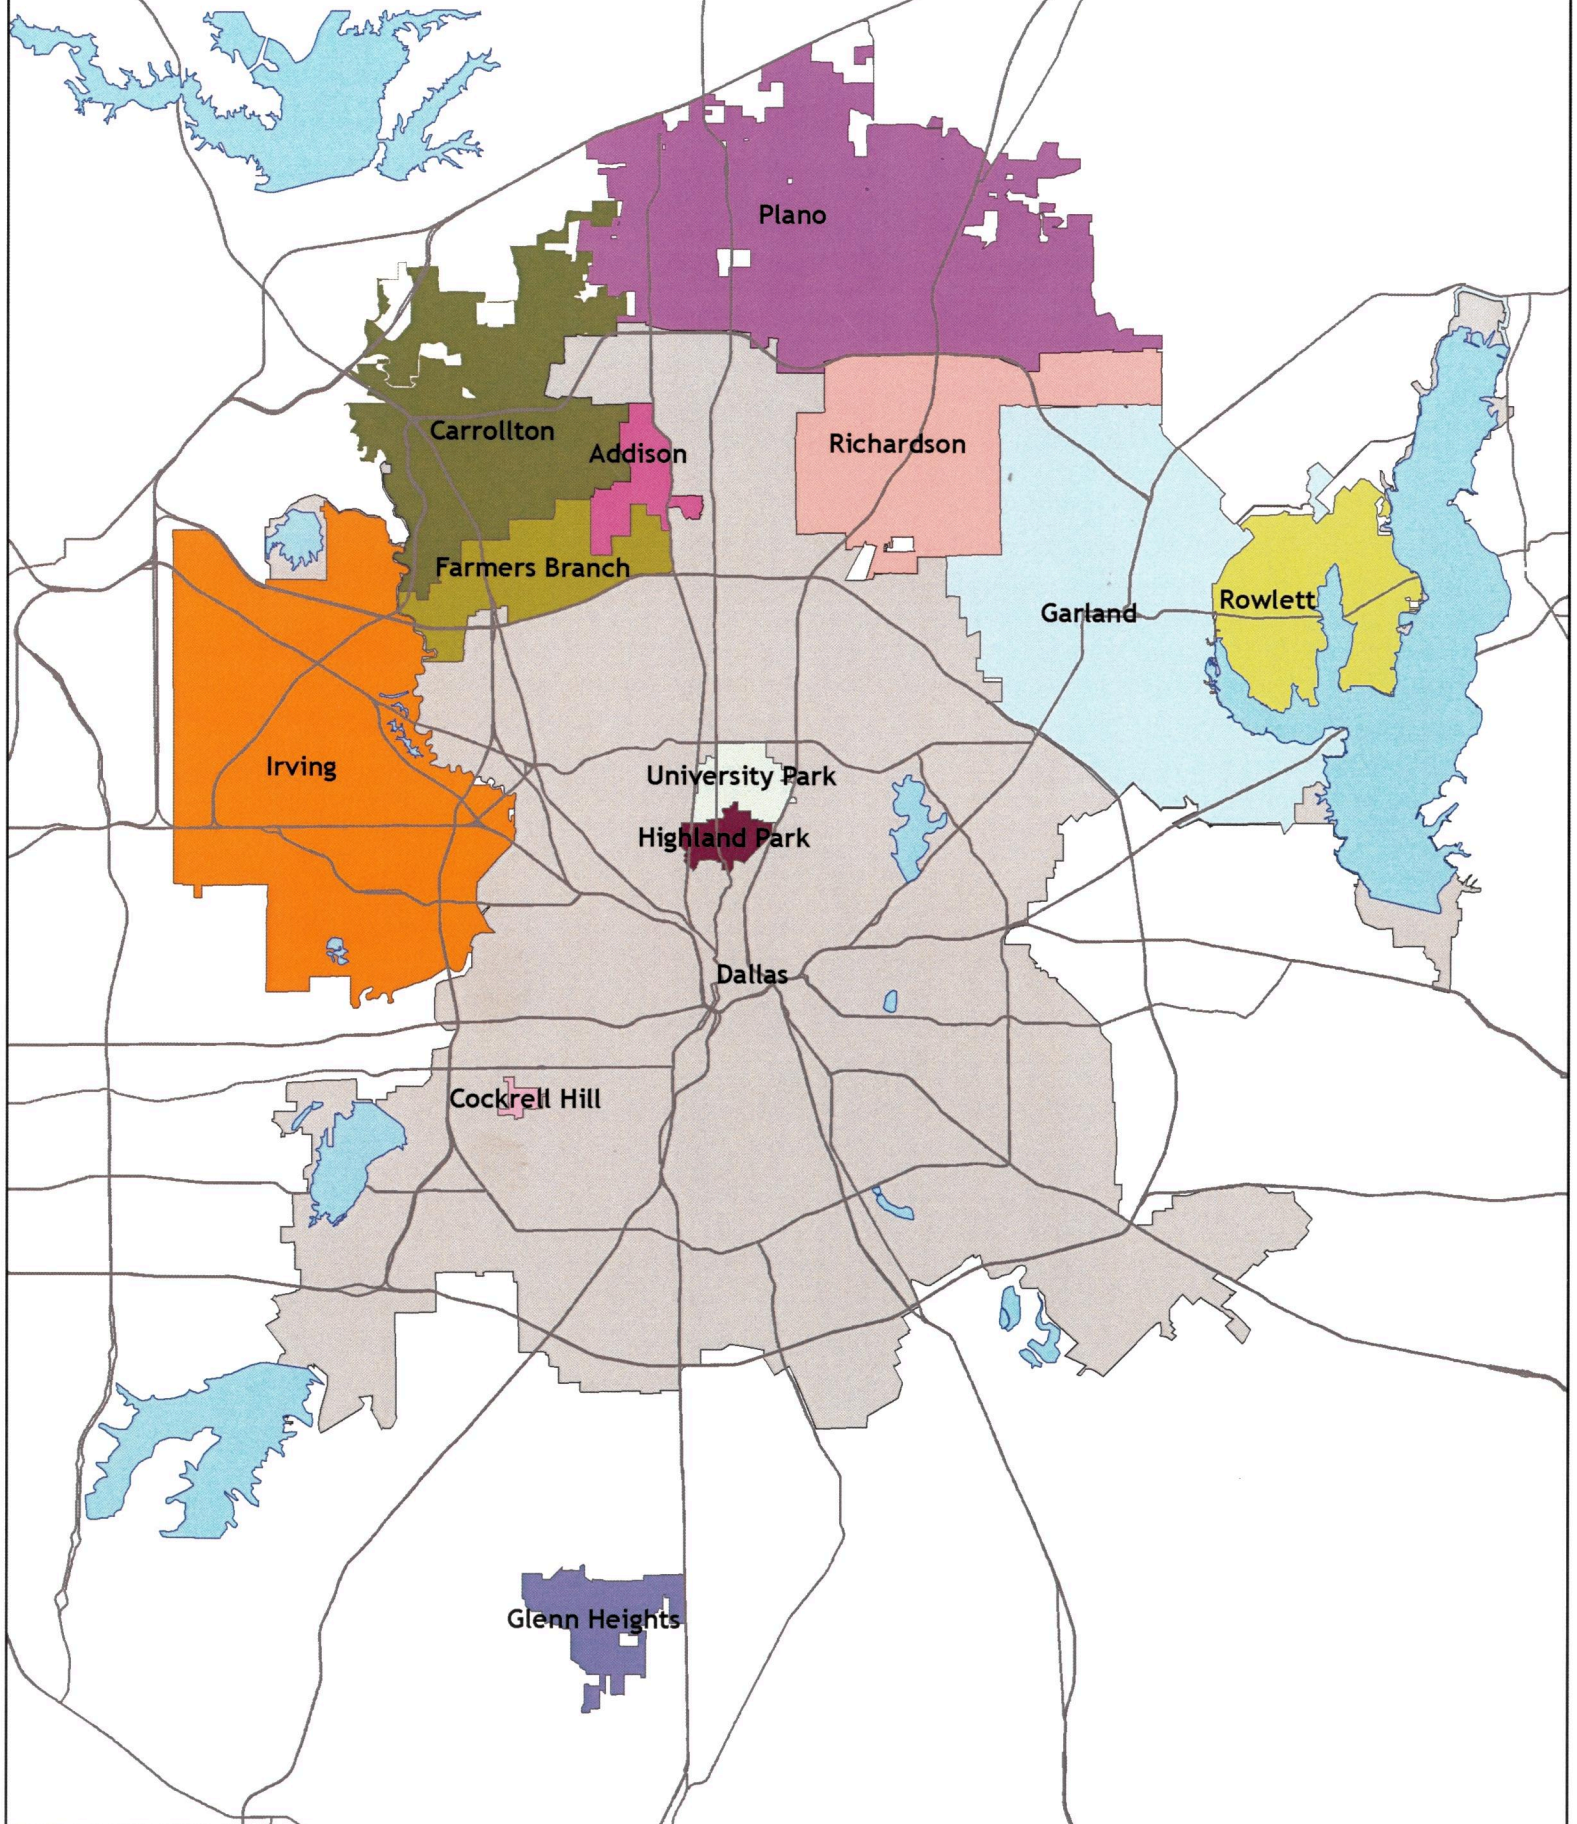 Plano
Carrollton
Addison
Richardson
Farmers Branch
Garland
Rowlett
Irving
University Park
Highland Park
Dallas
Cockrell Hill
Glenn Heights